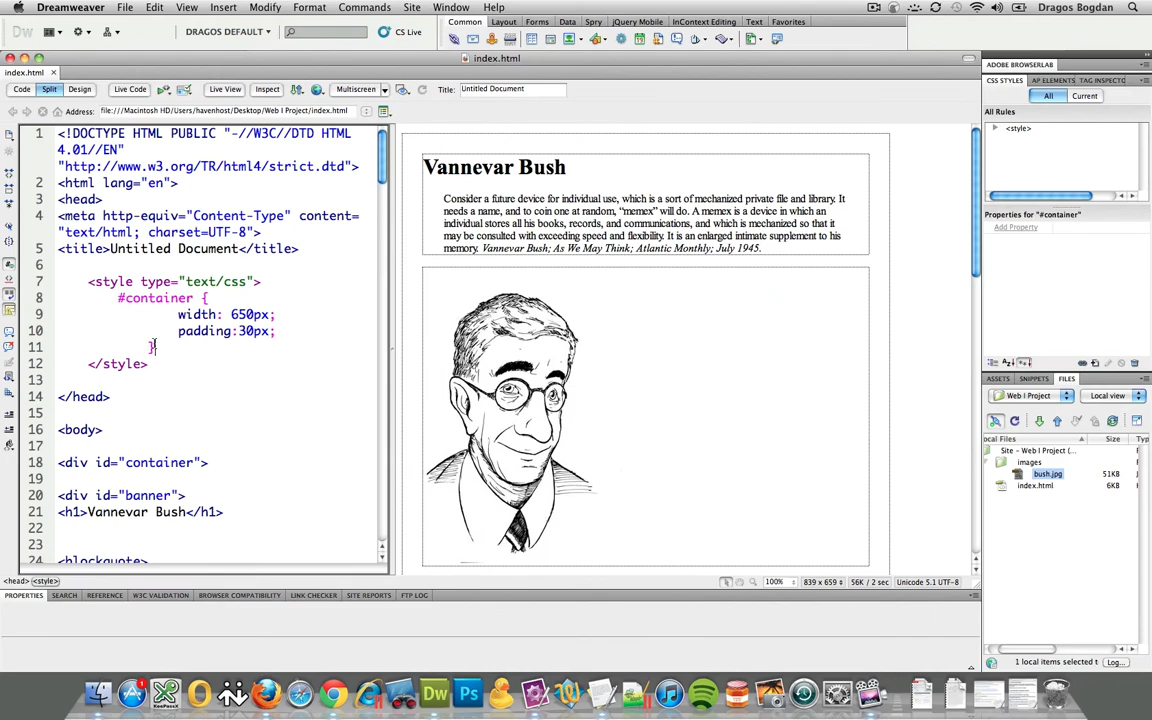 Dreamweaver File Edit View Insert Modify Format Commands Site Window Help Dragos Bogdan
Dw DRAGOS DEFAULT CS Live
Common Layout Forms Data Spry jQuery Mobile InContext Editing Text Favorites
index.html
index.html
Code Split Design Live Code Live View Inspect Multiscreen Title: Untitled Document
Address: file:///Macintosh HD/Users/havenhost/Desktop/Web I Project/index.html
1 <!DOCTYPE HTML PUBLIC "-//W3C//DTD HTML
4.01//EN"
"http://www.w3.org/TR/html4/strict.dtd">
2 <html lang="en">
3 <head>
4 <meta http-equiv="Content-Type" content=
"text/html; charset=UTF-8">
5 <title>Untitled Document</title>
6
7 <style type="text/css">
8 #container {
9 width: 650px;
10 padding:30px;
11 }
12 </style>
13
14 </head>
15
16 <body>
17
18 <div id="container">
19
20 <div id="banner">
21 <h1>Vannevar Bush</h1>
22
23
24 <blockquote>
<head> <style>
Vannevar Bush
Consider a future device for individual use, which is a sort of mechanized private file and library. It
needs a name, and to coin one at random, “memex” will do. A memex is a device in which an
individual stores all his books, records, and communications, and which is mechanized so that it
may be consulted with exceeding speed and flexibility. It is an enlarged intimate supplement to his
memory. Vannevar Bush; As We May Think; Atlantic Monthly; July 1945.
100% 839 x 659 56K / 2 sec Unicode 5.1 UTF-8
PROPERTIES SEARCH REFERENCE W3C VALIDATION BROWSER COMPATIBILITY LINK CHECKER SITE REPORTS FTP LOG
ADOBE BROWSERLAB
CSS STYLES AP ELEMENTS TAG INSPECTO
All Current
All Rules
<style>
Properties for "#container"
Add Property
ASSETS SNIPPETS FILES
Web I Project Local view
ocal Files Size Typ
Site - Web I Project (...
images
bush.jpg 51KB
index.html 6KB
1 local items selected t Log...
Dw Ps